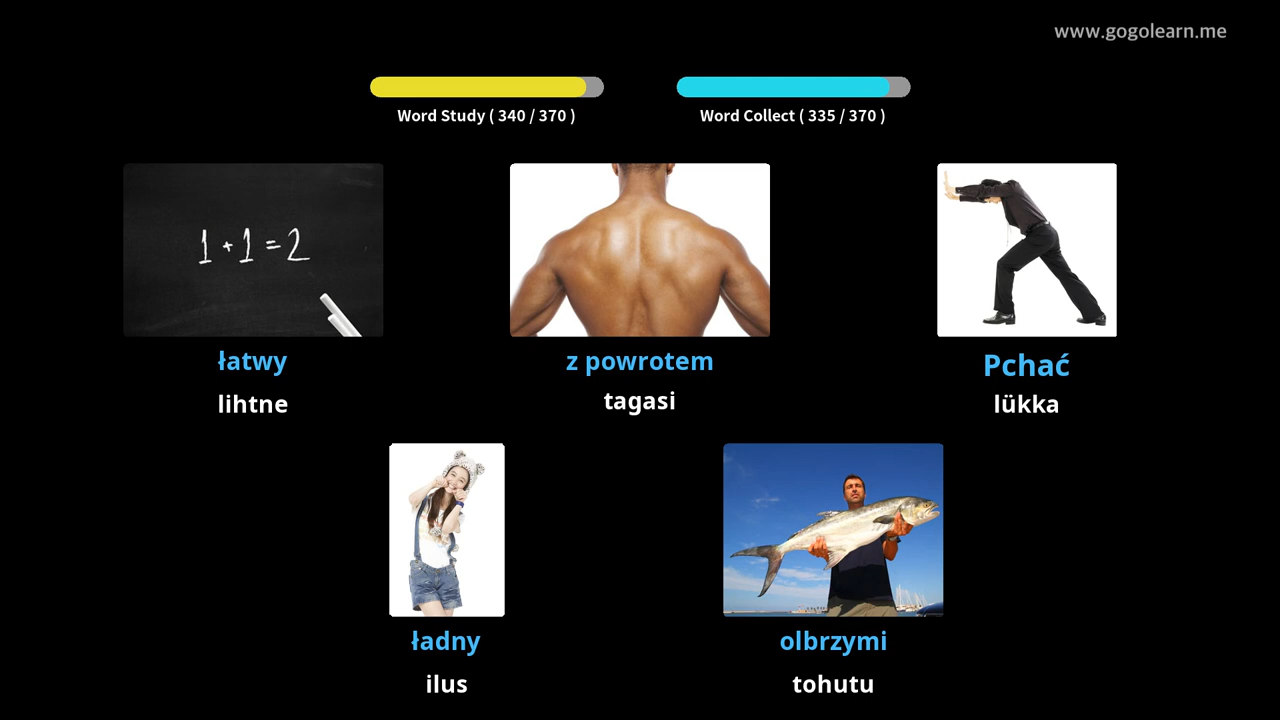 www.gogolearn.me
Word Study ( 340 / 370 )
Word Collect ( 335 / 370 )
1 + 1 = 2
łatwy
lihtne
z powrotem
tagasi
Pchać
lükka
ładny
ilus
olbrzymi
tohutu